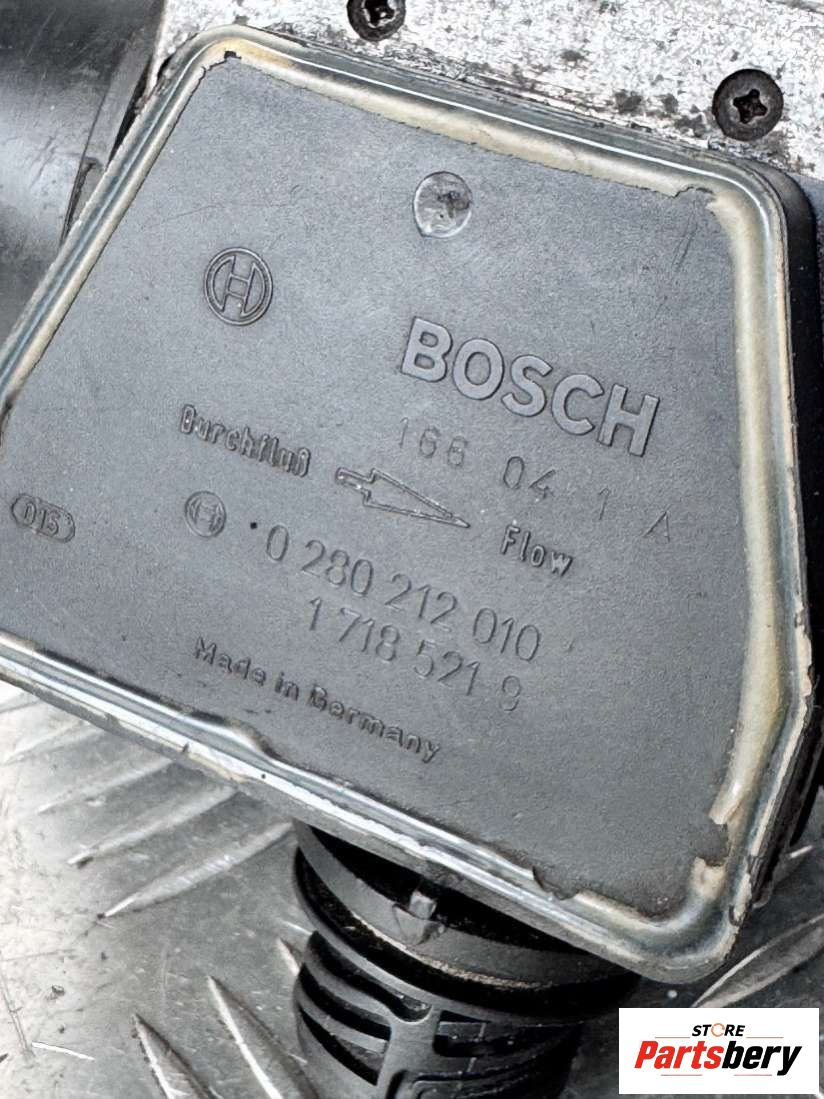 BOSCH
166 04 1 A
Durchfluß
Flow
016
0 280 212 010
1 718 521 9
Made in Germany
STORE
Partsbery